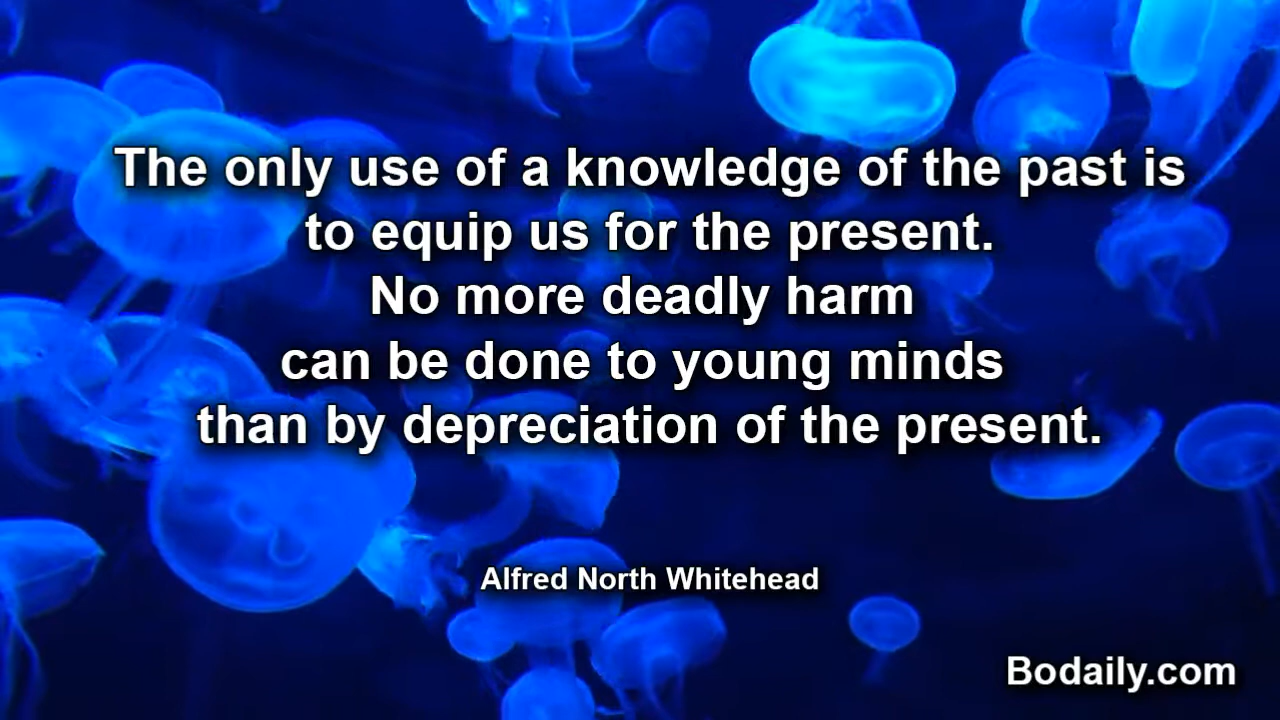 The only use of a knowledge of the past is
to equip us for the present.
No more deadly harm
can be done to young minds
than by depreciation of the present.
Alfred North Whitehead
Bodaily.com